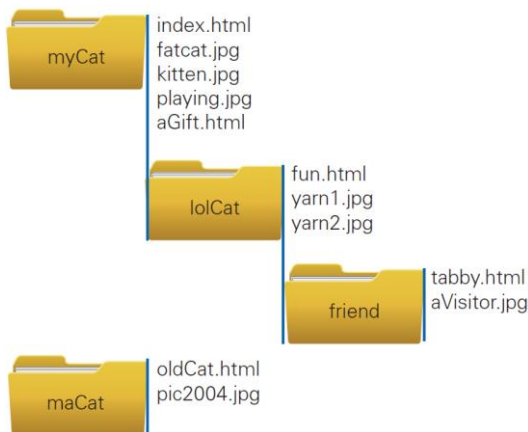 myCat
index.html
fatcat.jpg
kitten.jpg
playing.jpg
aGift.html
lolCat
fun.html
yarn1.jpg
yarn2.jpg
friend
tabby.html
aVisitor.jpg
maCat
oldCat.html
pic2004.jpg